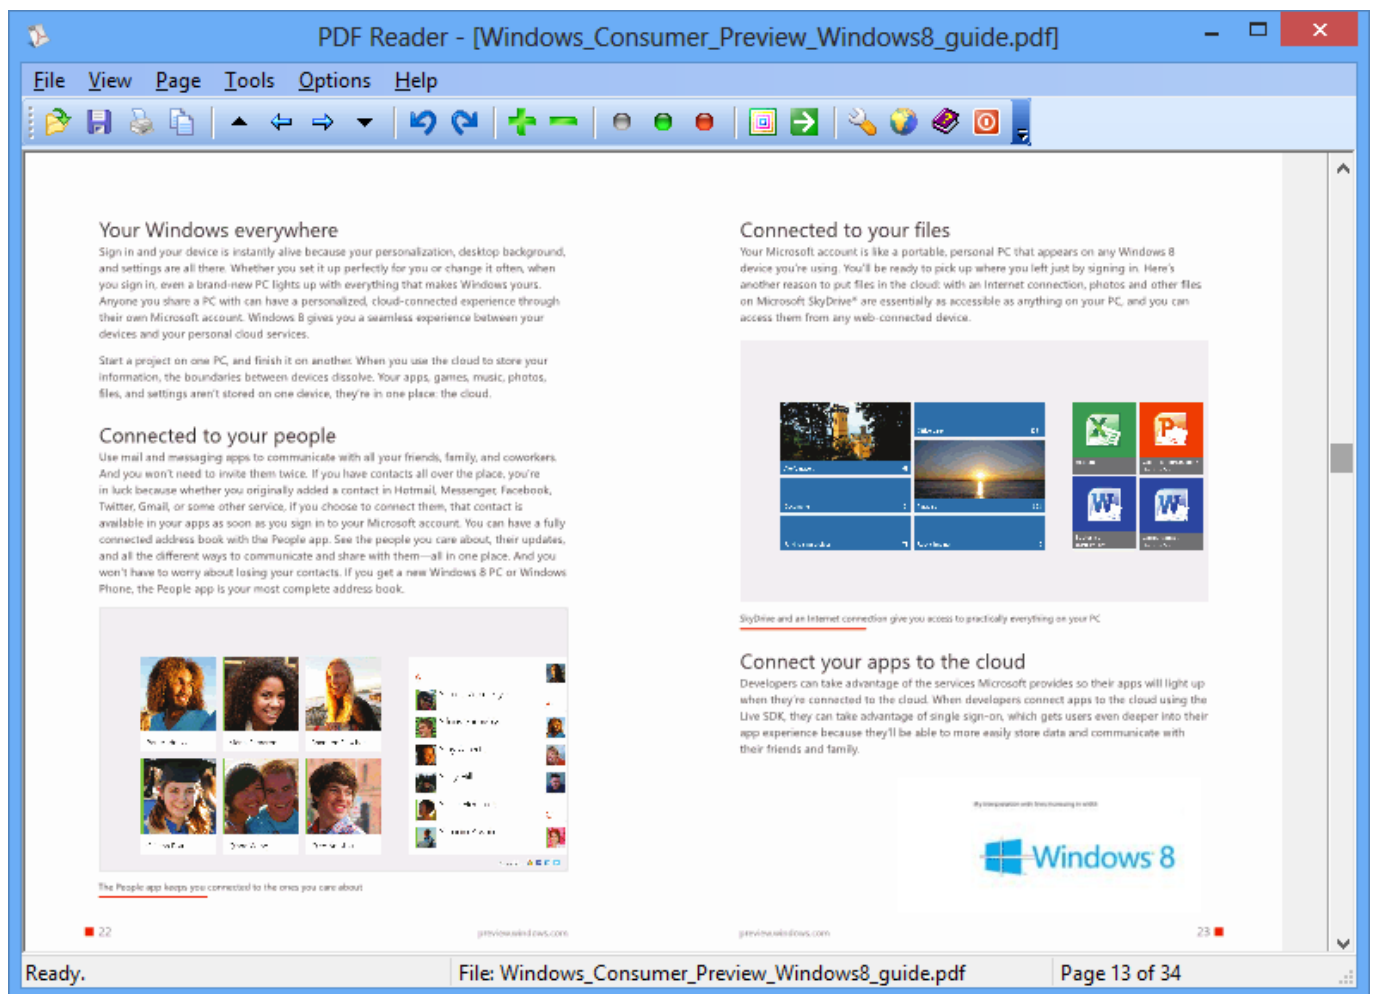 PDF Reader - [Windows_Consumer_Preview_Windows8_guide.pdf]
File View Page Tools Options Help
Your Windows everywhere
Sign in and your device is instantly alive because your personalization, desktop background,
and settings are all there. Whether you set it up perfectly for you or change it often, when
you sign in, even a brand-new PC lights up with everything that makes Windows yours.
Anyone you share a PC with can have a personalized, cloud-connected experience through
their own Microsoft account. Windows 8 gives you a seamless experience between your
devices and your personal cloud services.
Start a project on one PC, and finish it on another. When you use the cloud to store your
information, the boundaries between devices dissolve. Your apps, games, music, photos,
files, and settings aren't stored on one device, they're in one place: the cloud.
Connected to your people
Use mail and messaging apps to communicate with all your friends, family, and coworkers.
And you won't need to invite them twice. If you have contacts all over the place, you're
in luck because whether you originally added a contact in Hotmail, Messenger, Facebook,
Twitter, Gmail, or some other service, if you choose to connect them, that contact is
available in your apps as soon as you sign in to your Microsoft account. You can have a fully
connected address book with the People app. See the people you care about, their updates,
and all the different ways to communicate and share with them—all in one place. And you
won't have to worry about losing your contacts. If you get a new Windows 8 PC or Windows
Phone, the People app is your most complete address book.
The People app keeps you connected to the ones you care about
22
preview.windows.com
Connected to your files
Your Microsoft account is like a portable, personal PC that appears on any Windows 8
device you're using. You'll be ready to pick up where you left just by signing in. Here's
another reason to put files in the cloud: with an Internet connection, photos and other files
on Microsoft SkyDrive® are essentially as accessible as anything on your PC, and you can
access them from any web-connected device.
SkyDrive and an Internet connection give you access to practically everything on your PC
Connect your apps to the cloud
Developers can take advantage of the services Microsoft provides so their apps will light up
when they're connected to the cloud. When developers connect apps to the cloud using the
Live SDK, they can take advantage of single sign-on, which gets users even deeper into their
app experience because they'll be able to more easily store data and communicate with
their friends and family.
My interpretation with lines increasing in width
Windows 8
preview.windows.com
23
Ready.
File: Windows_Consumer_Preview_Windows8_guide.pdf
Page 13 of 34